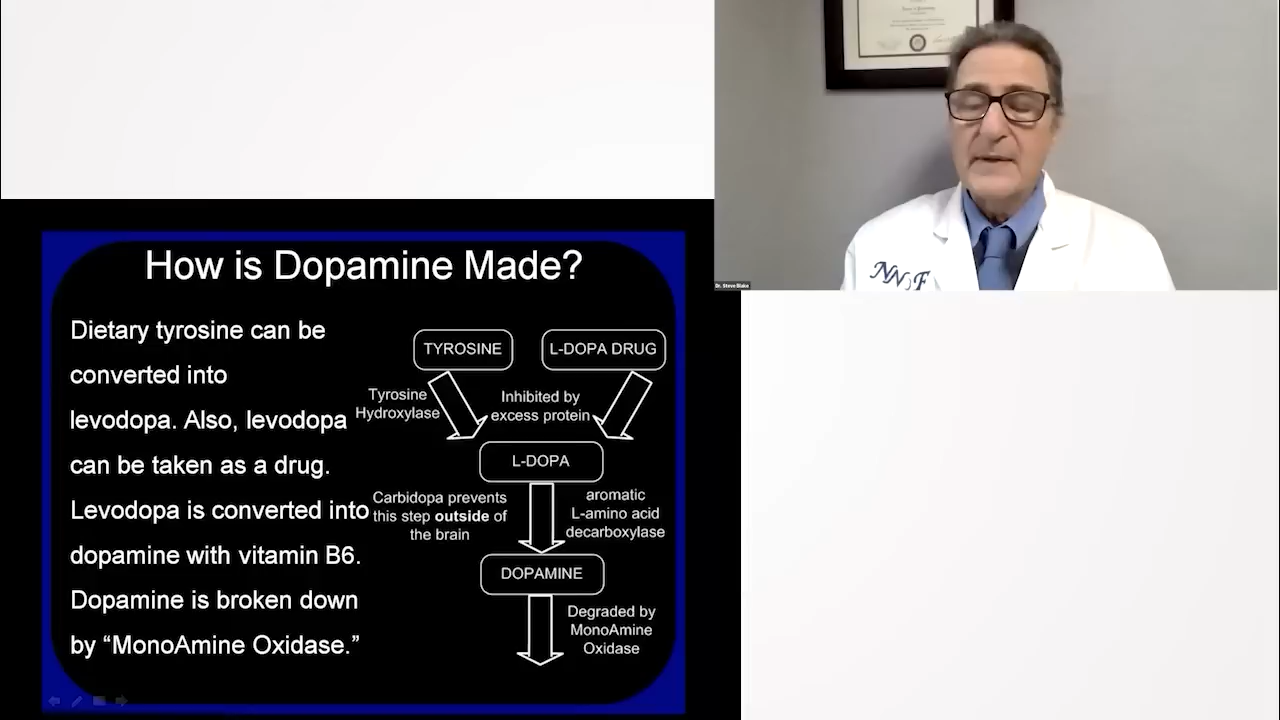 How is Dopamine Made?
Dietary tyrosine can be
converted into
levodopa. Also, levodopa
can be taken as a drug.
Levodopa is converted into
dopamine with vitamin B6.
Dopamine is broken down
by “MonoAmine Oxidase.”
TYROSINE
L-DOPA DRUG
Tyrosine
Hydroxylase
Inhibited by
excess protein
L-DOPA
Carbidopa prevents
this step outside of
the brain
aromatic
L-amino acid
decarboxylase
DOPAMINE
Degraded by
MonoAmine
Oxidase
Dr. Steve Blake